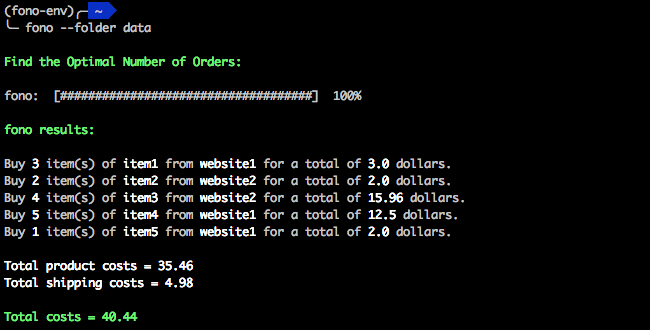 (fono-env) ~
fono --folder data
Find the Optimal Number of Orders:
fono: [####################################] 100%
fono results:
Buy 3 item(s) of item1 from website1 for a total of 3.0 dollars.
Buy 2 item(s) of item2 from website2 for a total of 2.0 dollars.
Buy 4 item(s) of item3 from website2 for a total of 15.96 dollars.
Buy 5 item(s) of item4 from website1 for a total of 12.5 dollars.
Buy 1 item(s) of item5 from website1 for a total of 2.0 dollars.
Total product costs = 35.46
Total shipping costs = 4.98
Total costs = 40.44